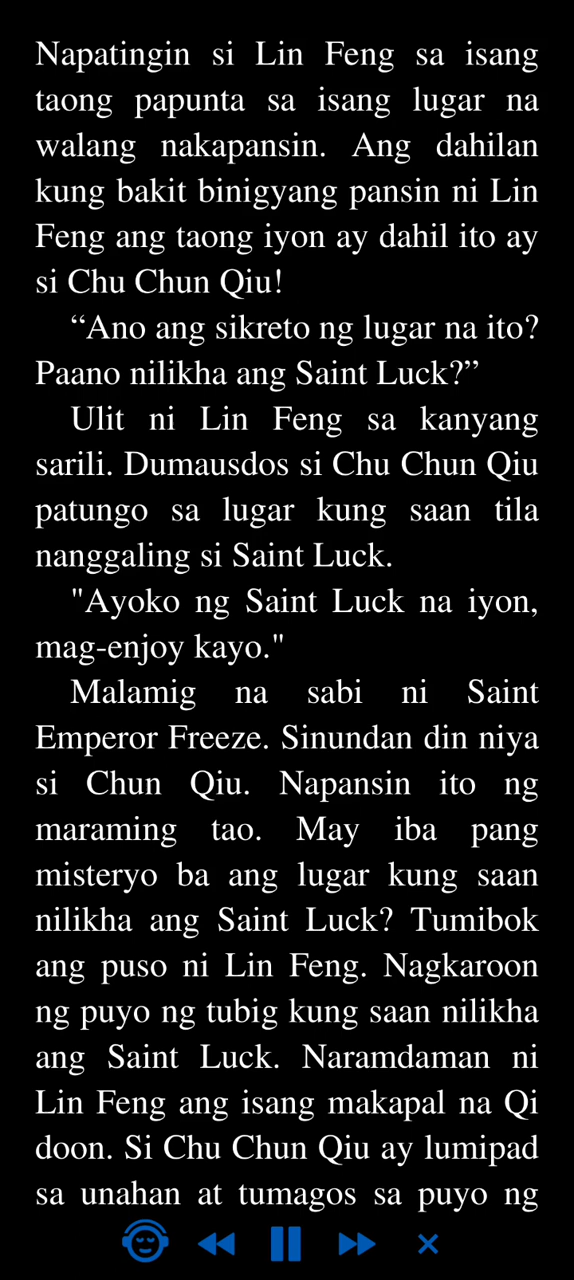 Napatingin si Lin Feng sa isang
taong papunta sa isang lugar na
walang nakapansin. Ang dahilan
kung bakit binigyang pansin ni Lin
Feng ang taong iyon ay dahil ito ay
si Chu Chun Qiu!
“Ano ang sikreto ng lugar na ito?
Paano nilikha ang Saint Luck?”
Ulit ni Lin Feng sa kanyang
sarili. Dumausdos si Chu Chun Qiu
patungo sa lugar kung saan tila
nanggaling si Saint Luck.
"Ayoko ng Saint Luck na iyon,
mag-enjoy kayo."
Malamig na sabi ni Saint
Emperor Freeze. Sinundan din niya
si Chun Qiu. Napansin ito ng
maraming tao. May iba pang
misteryo ba ang lugar kung saan
nilikha ang Saint Luck? Tumibok
ang puso ni Lin Feng. Nagkaroon
ng puyo ng tubig kung saan nilikha
ang Saint Luck. Naramdaman ni
Lin Feng ang isang makapal na Qi
doon. Si Chu Chun Qiu ay lumipad
sa unahan at tumagos sa puyo ng